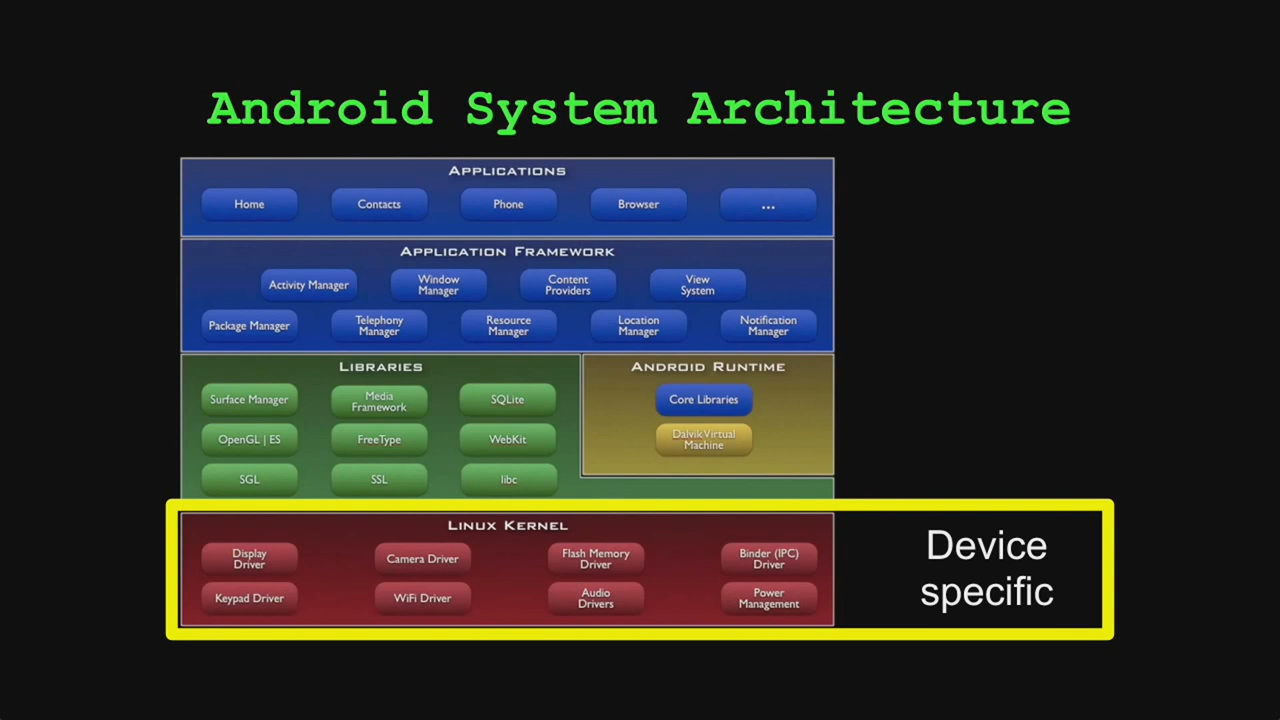 Android System Architecture
APPLICATIONS
Home
Contacts
Phone
Browser
...
APPLICATION FRAMEWORK
Activity Manager
Window
Manager
Content
Providers
View
System
Package Manager
Telephony
Manager
Resource
Manager
Location
Manager
Notification
Manager
LIBRARIES
Surface Manager
Media
Framework
SQLite
OpenGL | ES
FreeType
WebKit
SGL
SSL
libc
ANDROID RUNTIME
Core Libraries
Dalvik Virtual
Machine
LINUX KERNEL
Display
Driver
Camera Driver
Flash Memory
Driver
Binder (IPC)
Driver
Keypad Driver
WiFi Driver
Audio
Drivers
Power
Management
Device
specific